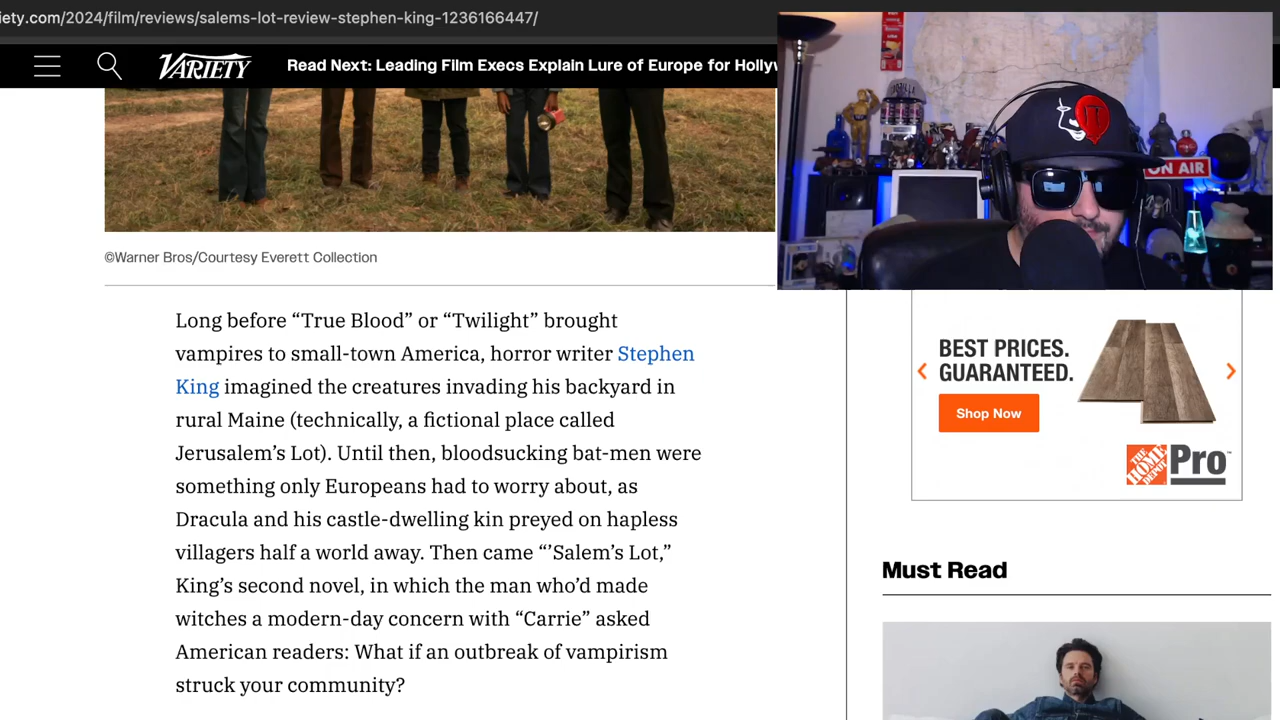 iety.com/2024/film/reviews/salems-lot-review-stephen-king-1236166447/
VARIETY
Read Next: Leading Film Execs Explain Lure of Europe for Hollyw
ON AIR
©Warner Bros/Courtesy Everett Collection
Long before “True Blood” or “Twilight” brought
vampires to small-town America, horror writer Stephen
King imagined the creatures invading his backyard in
rural Maine (technically, a fictional place called
Jerusalem’s Lot). Until then, bloodsucking bat-men were
something only Europeans had to worry about, as
Dracula and his castle-dwelling kin preyed on hapless
villagers half a world away. Then came “’Salem’s Lot,”
King’s second novel, in which the man who’d made
witches a modern-day concern with “Carrie” asked
American readers: What if an outbreak of vampirism
struck your community?
BEST PRICES.
GUARANTEED.
Shop Now
THE HOME DEPOT
Pro
Must Read